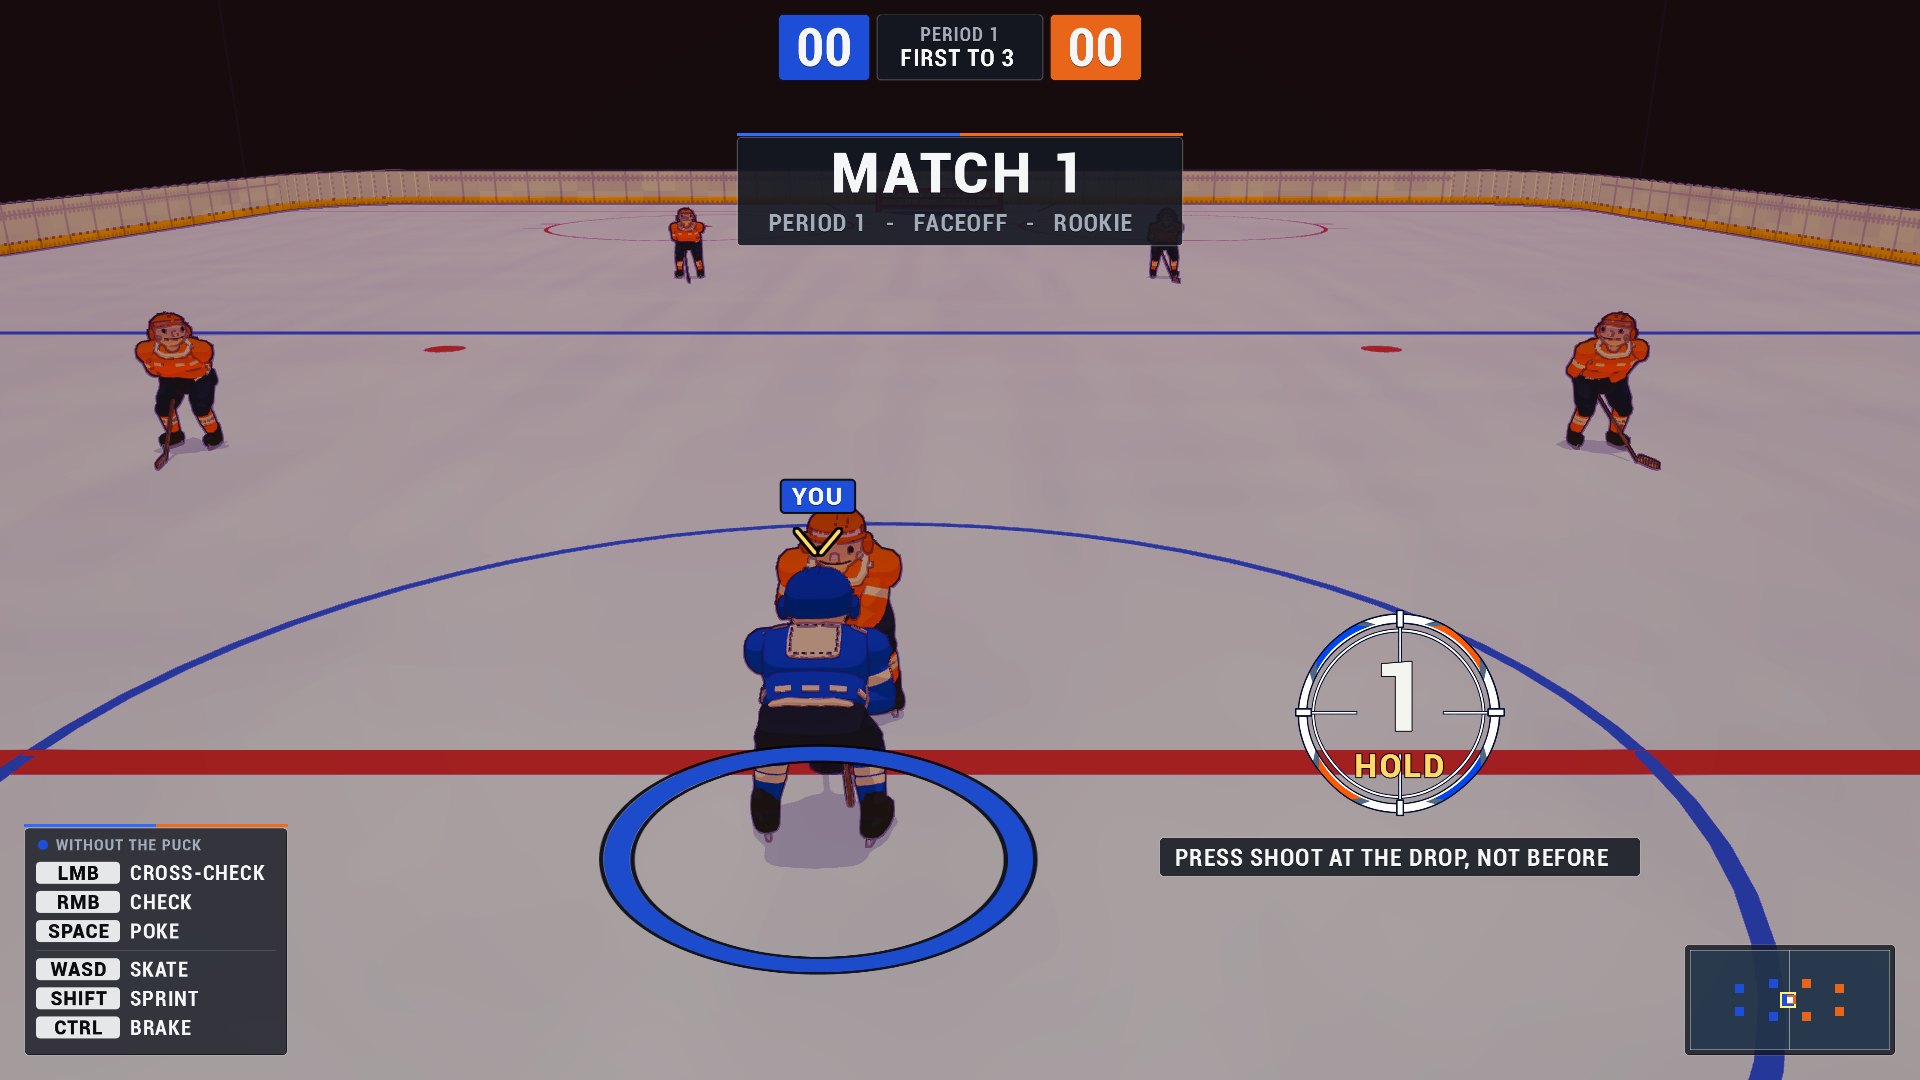 00
PERIOD 1
FIRST TO 3
00
MATCH 1
PERIOD 1 - FACEOFF - ROOKIE
YOU
1
HOLD
PRESS SHOOT AT THE DROP, NOT BEFORE
WITHOUT THE PUCK
LMB CROSS-CHECK
RMB CHECK
SPACE POKE
WASD SKATE
SHIFT SPRINT
CTRL BRAKE